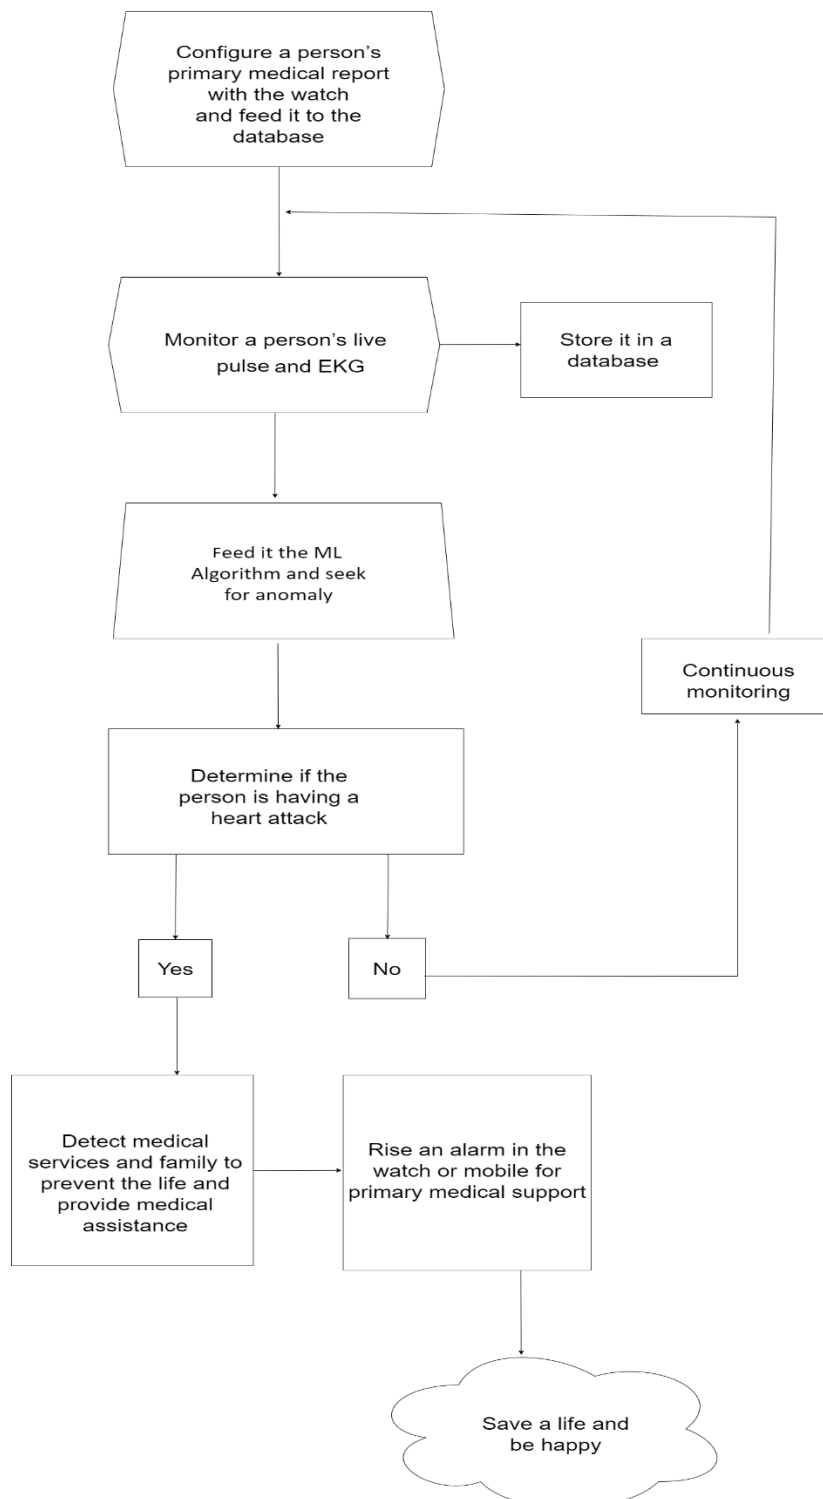 Configure a person's
primary medical report
with the watch
and feed it to the
database
Monitor a person's live
pulse and EKG
Store it in a
database
Feed it the ML
Algorithm and seek
for anomaly
Continuous
monitoring
Determine if the
person is having a
heart attack
Yes
No
Detect medical
services and family to
prevent the life and
provide medical
assistance
Rise an alarm in the
watch or mobile for
primary medical support
Save a life and
be happy